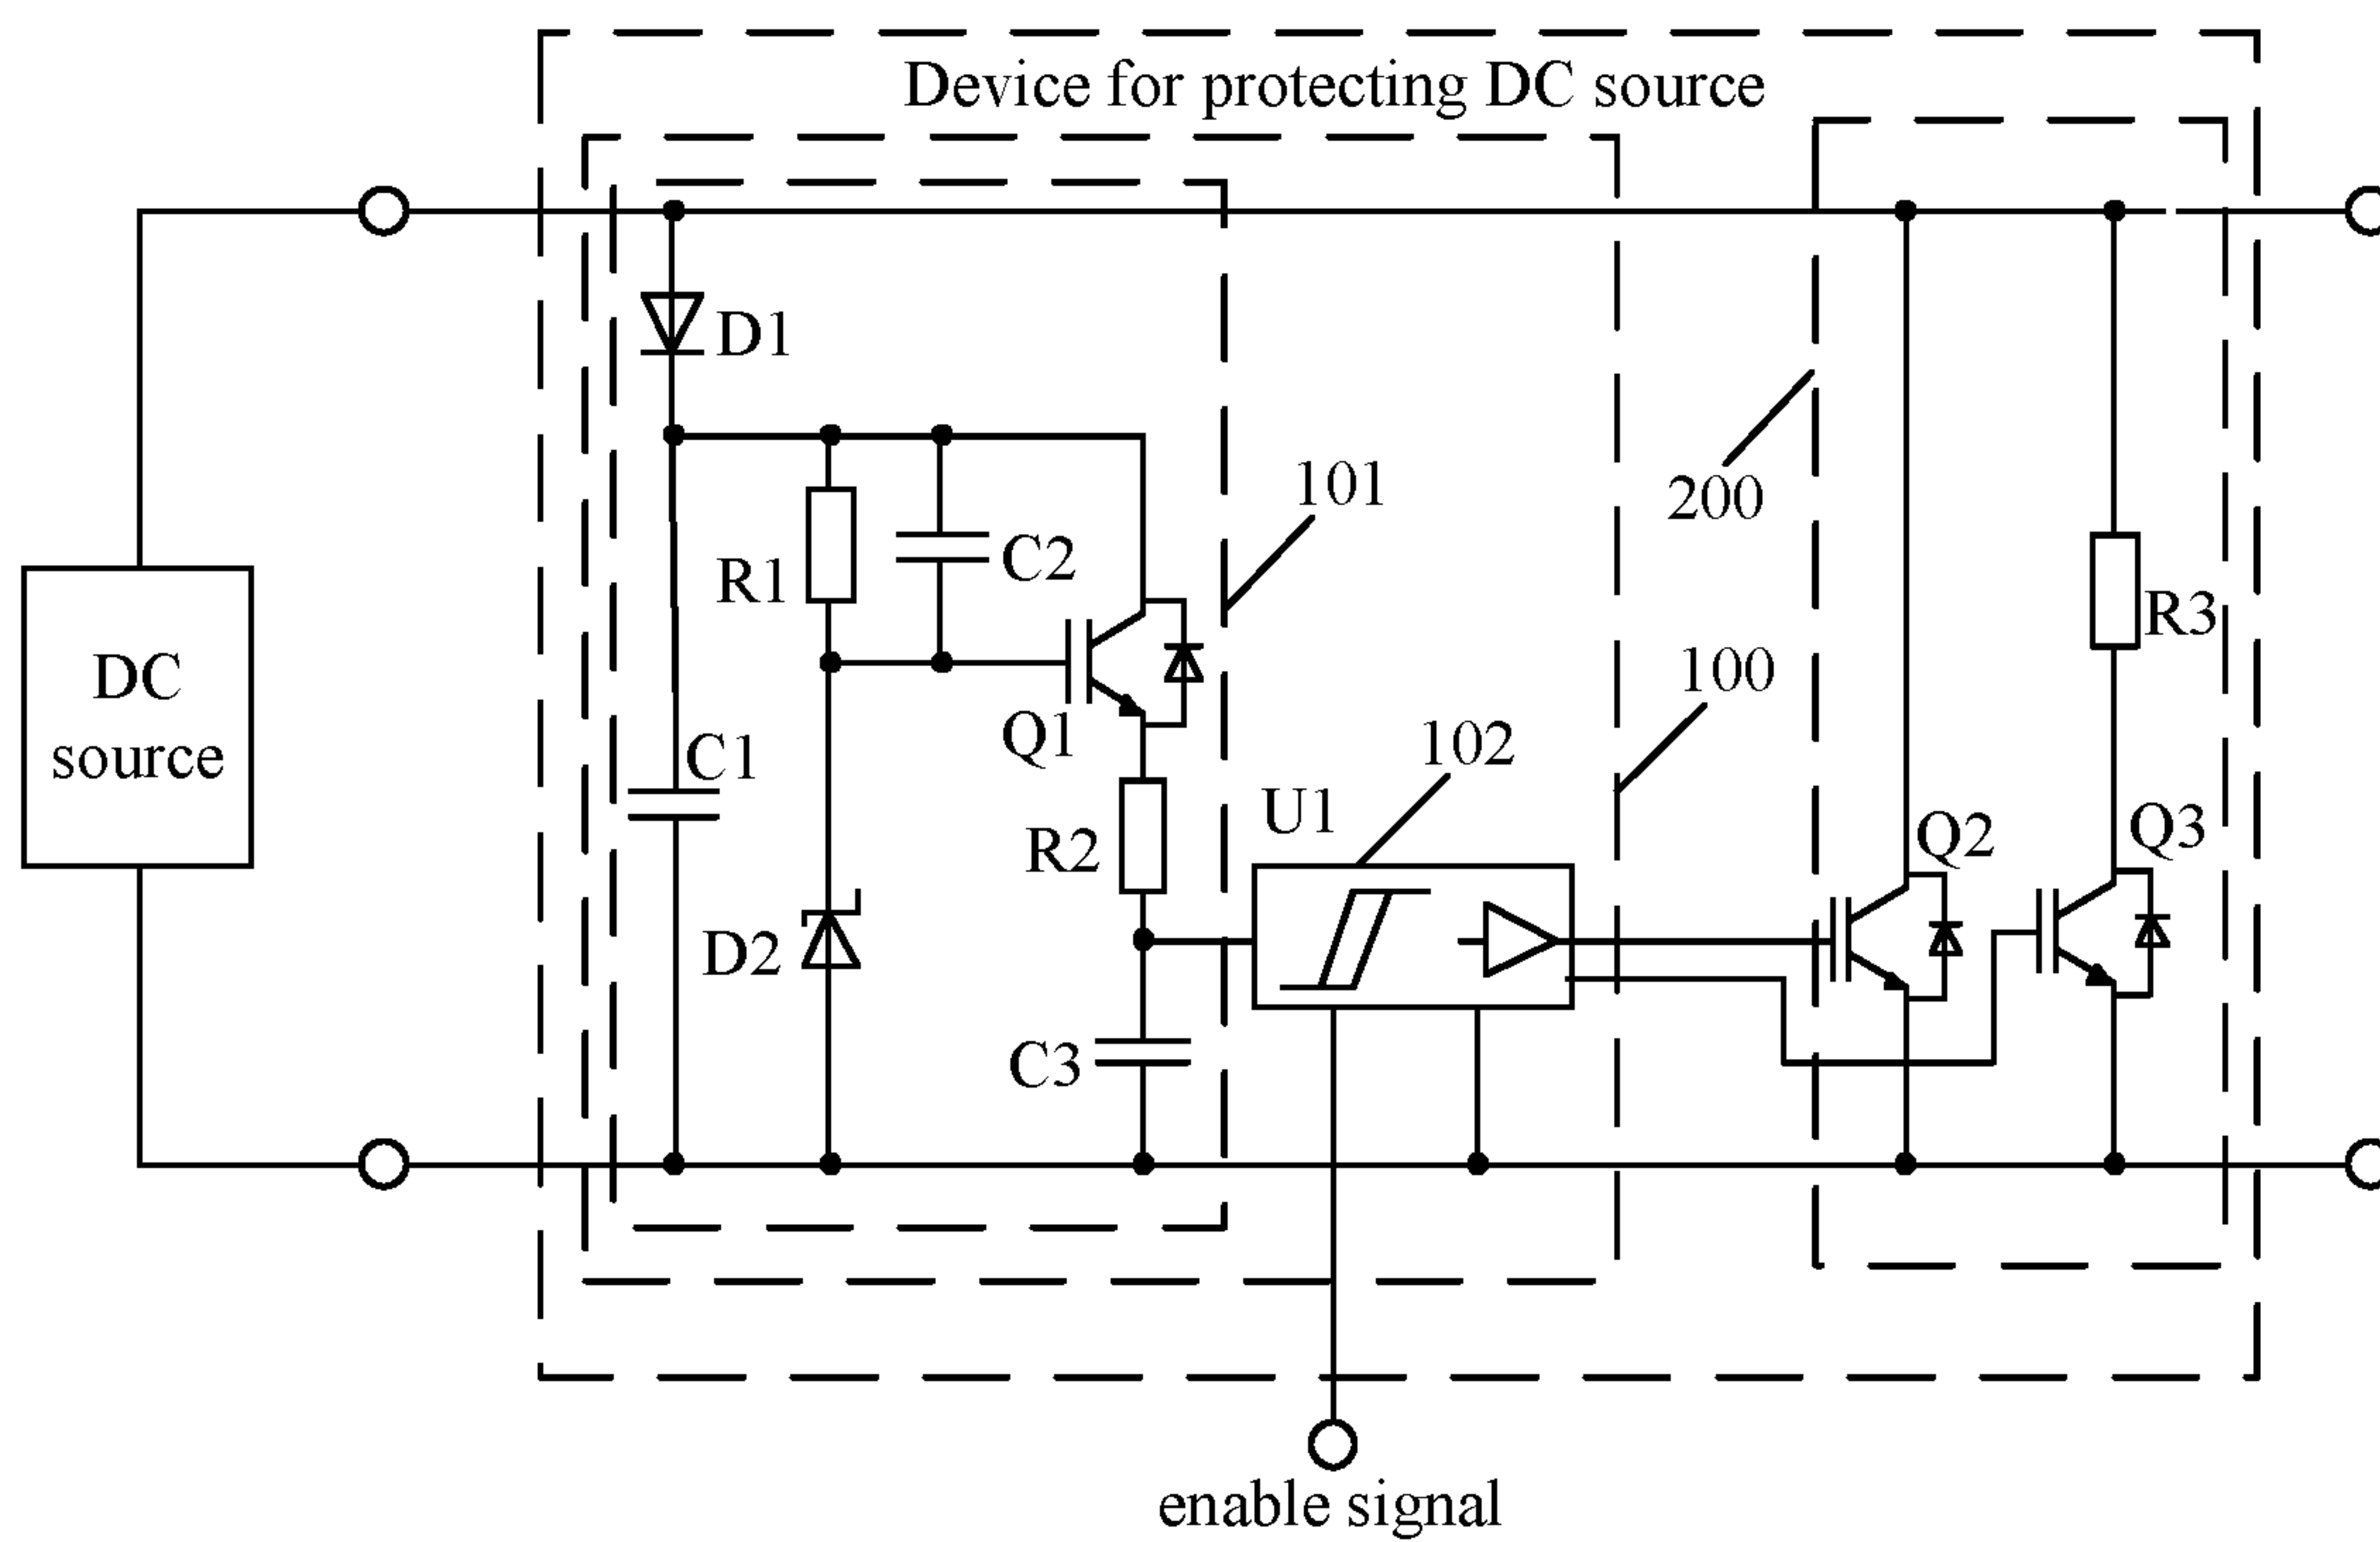 Device for protecting DC source
D1
101
200
R1
C2
R3
DC
source
100
Q1
102
C1
U1
R2
Q2
Q3
D2
C3
enable signal